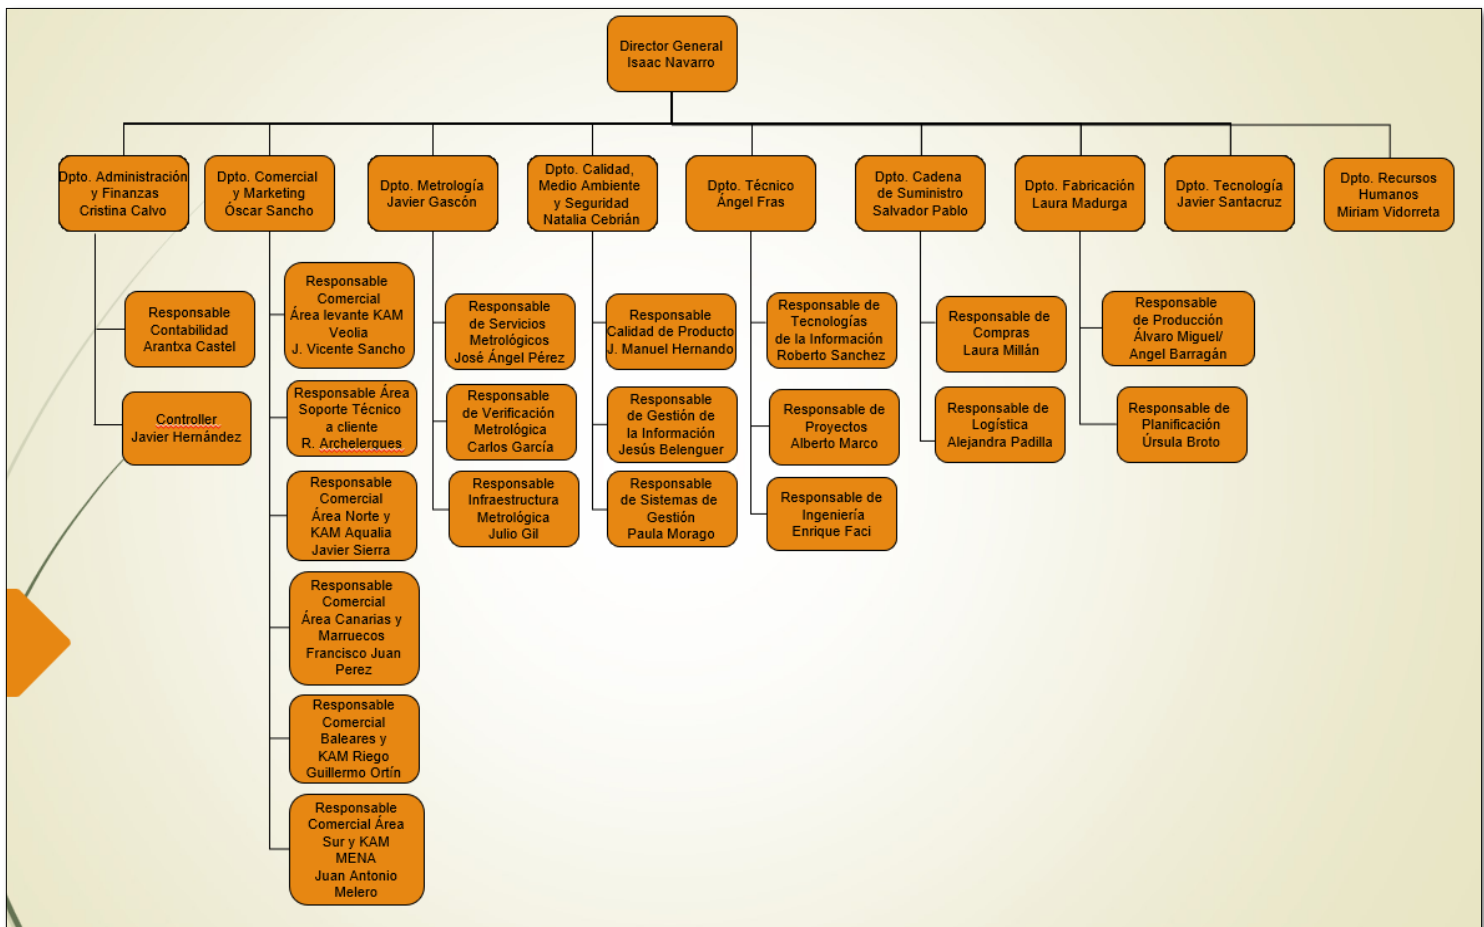 Director General
Isaac Navarro
Dpto. Administración
y Finanzas
Cristina Calvo
Dpto. Comercial
y Marketing
Óscar Sancho
Dpto. Metrología
Javier Gascón
Dpto. Calidad,
Medio Ambiente
y Seguridad
Natalia Cebrián
Dpto. Técnico
Ángel Fras
Dpto. Cadena
de Suministro
Salvador Pablo
Dpto. Fabricación
Laura Madurga
Dpto. Tecnología
Javier Santacruz
Dpto. Recursos
Humanos
Miriam Vidorreta
Responsable
Contabilidad
Arantxa Castel
Controller
Javier Hernández
Responsable
Comercial
Área levante KAM
Veolia
J. Vicente Sancho
Responsable Área
Soporte Técnico
a cliente
R. Archelergues
Responsable
Comercial
Área Norte y
KAM Aqualia
Javier Sierra
Responsable
Comercial
Área Canarias y
Marruecos
Francisco Juan
Perez
Responsable
Comercial
Baleares y
KAM Riego
Guillermo Ortín
Responsable
Comercial Área
Sur y KAM
MENA
Juan Antonio
Melero
Responsable
de Servicios
Metrológicos
José Ángel Pérez
Responsable
de Verificación
Metrológica
Carlos García
Responsable
Infraestructura
Metrológica
Julio Gil
Responsable
Calidad de Producto
J. Manuel Hernando
Responsable
de Gestión de
la Información
Jesús Belenguer
Responsable
de Sistemas de
Gestión
Paula Morago
Responsable de
Tecnologías
de la Información
Roberto Sanchez
Responsable de
Proyectos
Alberto Marco
Responsable de
Ingeniería
Enrique Faci
Responsable de
Compras
Laura Millán
Responsable de
Logística
Alejandra Padilla
Responsable
de Producción
Álvaro Miguel/
Angel Barragán
Responsable de
Planificación
Úrsula Broto